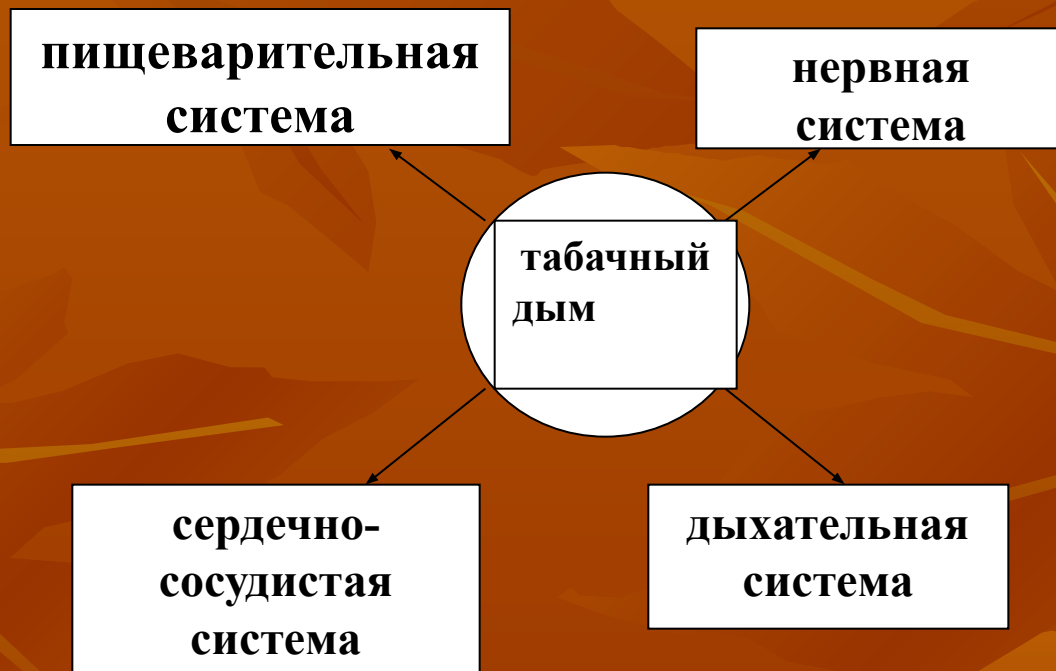 пищеварительная
система
нервная
система
табачный
дым
сердечно-
сосудистая
система
дыхательная
система